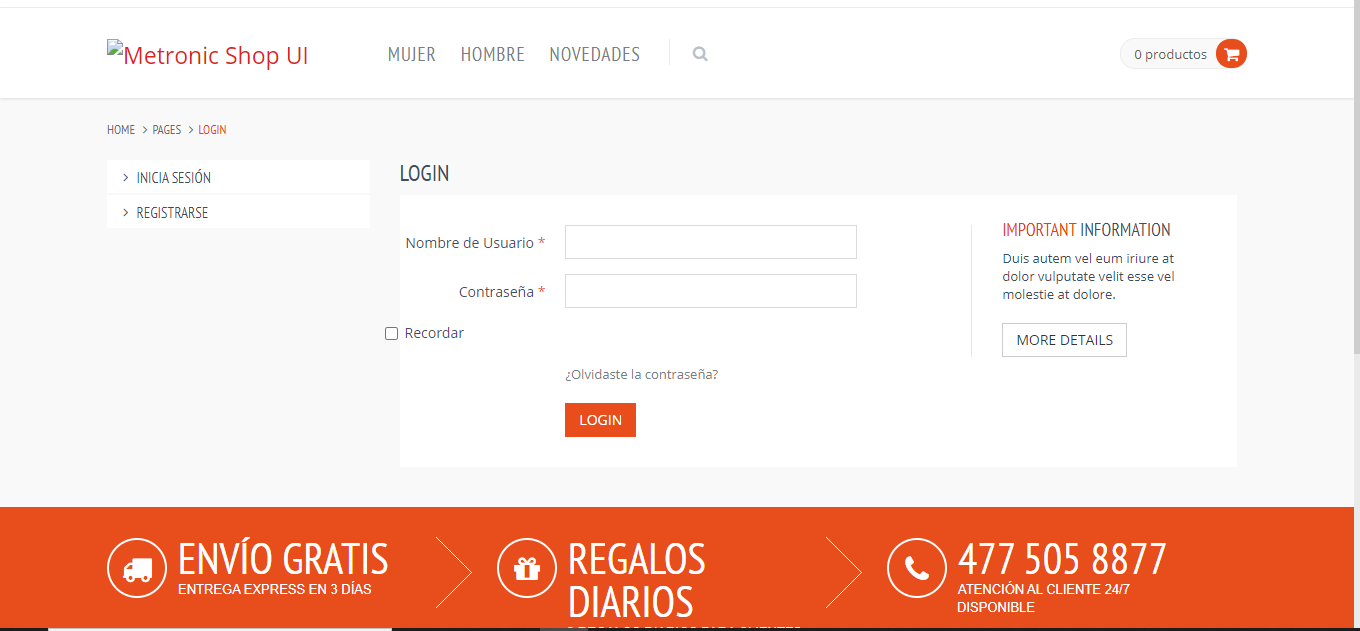 Metronic Shop UI
MUJER HOMBRE NOVEDADES
0 productos
HOME > PAGES > LOGIN
> INICIA SESIÓN
> REGISTRARSE
LOGIN
Nombre de Usuario *
Contraseña *
Recordar
¿Olvidaste la contraseña?
LOGIN
IMPORTANT INFORMATION
Duis autem vel eum iriure at
dolor vulputate velit esse vel
molestie at dolore.
MORE DETAILS
ENVÍO GRATIS
ENTREGA EXPRESS EN 3 DÍAS
REGALOS
DIARIOS
477 505 8877
ATENCIÓN AL CLIENTE 24/7
DISPONIBLE